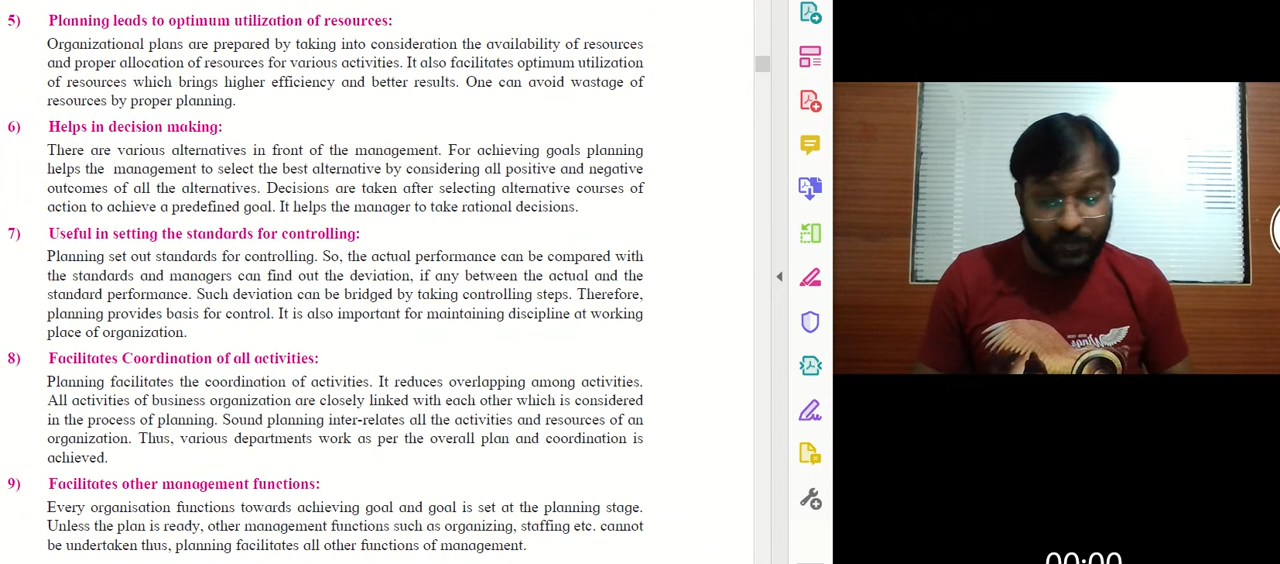 5) Planning leads to optimum utilization of resources:
Organizational plans are prepared by taking into consideration the availability of resources
and proper allocation of resources for various activities. It also facilitates optimum utilization
of resources which brings higher efficiency and better results. One can avoid wastage of
resources by proper planning.
6) Helps in decision making:
There are various alternatives in front of the management. For achieving goals planning
helps the management to select the best alternative by considering all positive and negative
outcomes of all the alternatives. Decisions are taken after selecting alternative courses of
action to achieve a predefined goal. It helps the manager to take rational decisions.
7) Useful in setting the standards for controlling:
Planning set out standards for controlling. So, the actual performance can be compared with
the standards and managers can find out the deviation, if any between the actual and the
standard performance. Such deviation can be bridged by taking controlling steps. Therefore,
planning provides basis for control. It is also important for maintaining discipline at working
place of organization.
8) Facilitates Coordination of all activities:
Planning facilitates the coordination of activities. It reduces overlapping among activities.
All activities of business organization are closely linked with each other which is considered
in the process of planning. Sound planning inter-relates all the activities and resources of an
organization. Thus, various departments work as per the overall plan and coordination is
achieved.
9) Facilitates other management functions:
Every organisation functions towards achieving goal and goal is set at the planning stage.
Unless the plan is ready, other management functions such as organizing, staffing etc. cannot
be undertaken thus, planning facilitates all other functions of management.
Wings
00:00